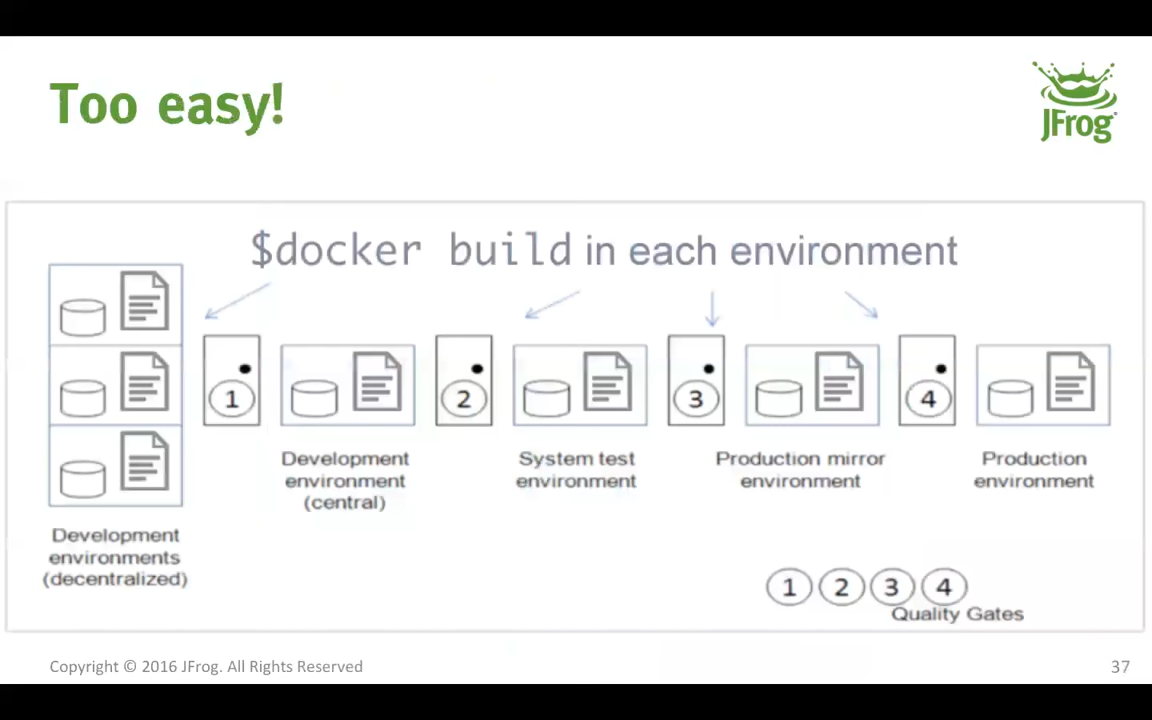 Too easy!
JFrog
$docker build in each environment
1
2
3
4
Development
environment
(central)
System test
environment
Production mirror
environment
Production
environment
Development
environments
(decentralized)
1 2 3 4
Quality Gates
Copyright © 2016 JFrog. All Rights Reserved
37